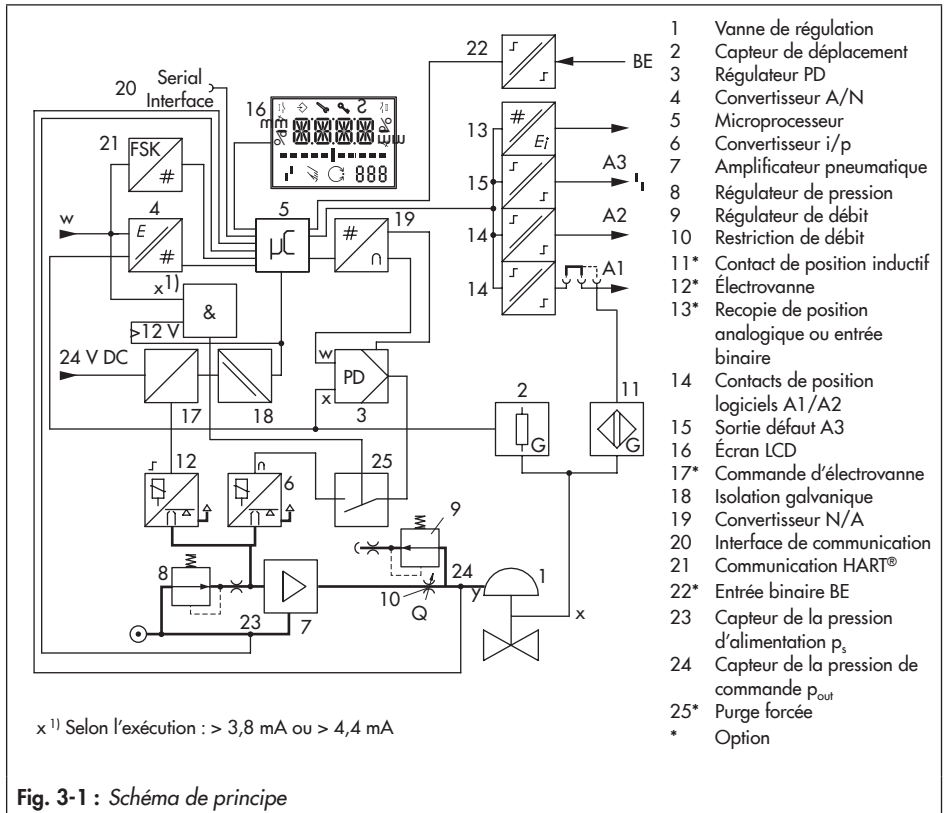 20 Serial
Interface
16
mm%
%mm
888
21 FSK
#
w
4
E
#
x1)
&
>12 V
24 V DC
17
18
5
µC
#
∩
19
w
PD
x
3
22
BE
13
#
Ei
15
A3
14
A2
14
A1
2
G
11
G
12
∩
6
25
8
23
7
9
10
Q
24
y
1
x
x 1) Selon l'exécution : > 3,8 mA ou > 4,4 mA
1 Vanne de régulation
2 Capteur de déplacement
3 Régulateur PD
4 Convertisseur A/N
5 Microprocesseur
6 Convertisseur i/p
7 Amplificateur pneumatique
8 Régulateur de pression
9 Régulateur de débit
10 Restriction de débit
11* Contact de position inductif
12* Électrovanne
13* Recopie de position
analogique ou entrée
binaire
14 Contacts de position
logiciels A1/A2
15 Sortie défaut A3
16 Écran LCD
17* Commande d'électrovanne
18 Isolation galvanique
19 Convertisseur N/A
20 Interface de communication
21 Communication HART®
22* Entrée binaire BE
23 Capteur de la pression
d'alimentation ps
24 Capteur de la pression de
commande pout
25* Purge forcée
* Option
Fig. 3-1 : Schéma de principe